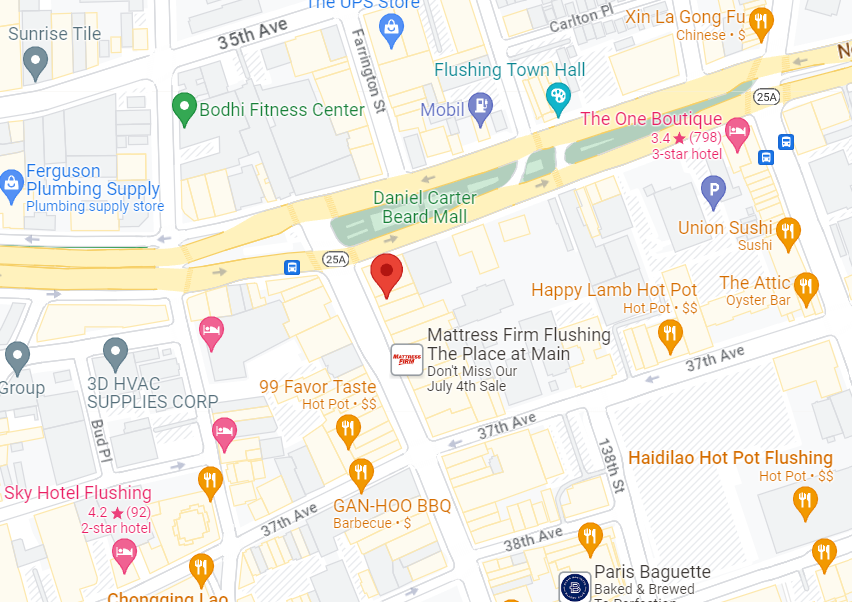 The UPS Store
Carlton Pl
Xin La Gong Fu
Chinese • $
Sunrise Tile
35th Ave
Farrington St
Flushing Town Hall
Bodhi Fitness Center
Mobil
25A
The One Boutique
3.4★(798)
3-star hotel
Ferguson
Plumbing Supply
Plumbing supply store
Daniel Carter
Beard Mall
P
Union Sushi
Sushi
25A
Happy Lamb Hot Pot
Hot Pot • $$
The Attic
Oyster Bar
Mattress Firm Flushing
The Place at Main
Don't Miss Our
July 4th Sale
MATTRESS
FIRM
37th Ave
Group
3D HVAC
SUPPLIES CORP
99 Favor Taste
Hot Pot • $$
Bud Pl
37th Ave
138th St
Haidilao Hot Pot Flushing
Hot Pot • $$
Sky Hotel Flushing
4.2★(92)
2-star hotel
GAN-HOO BBQ
Barbecue • $
37th Ave
38th Ave
Chongqing Lao
Paris Baguette
Baked & Brewed
To Perfection
B